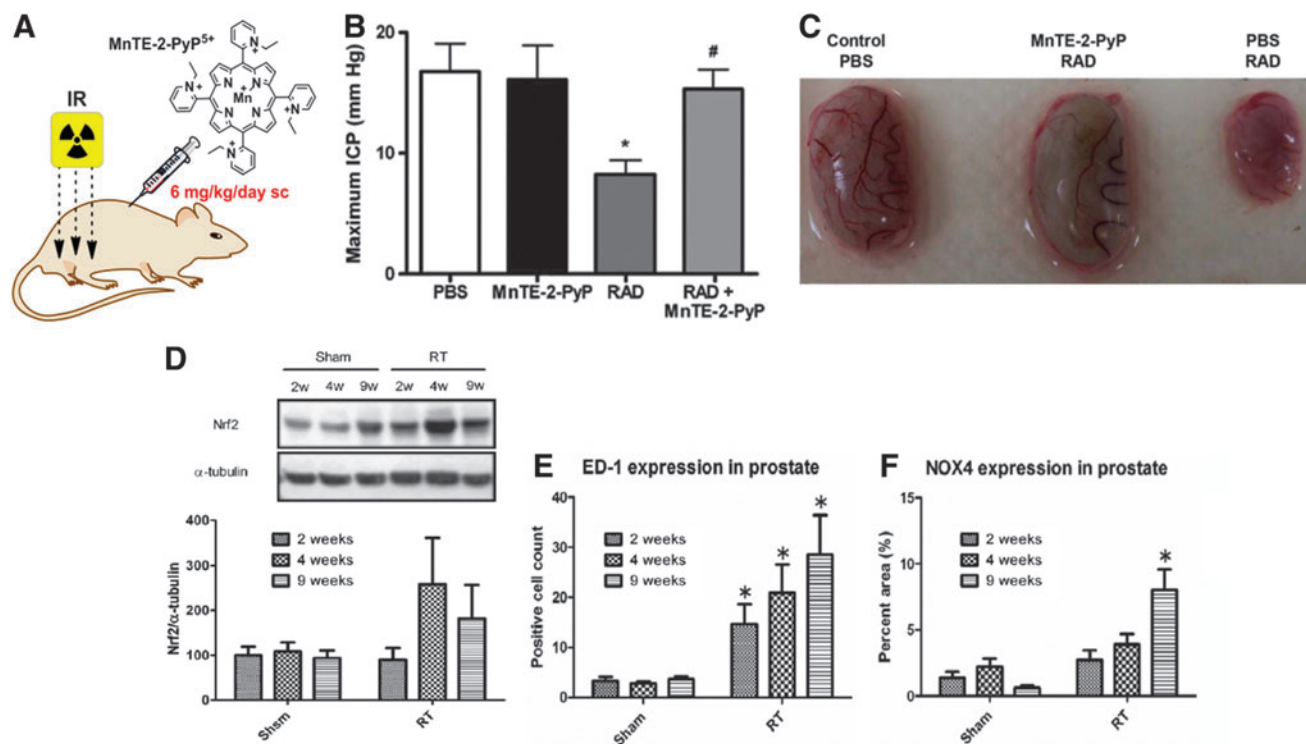 A
MnTE-2-PyP5+
IR
6 mg/kg/day sc
N
N
N
N
N
N
N
N
Mn
+
+
+
+
+
B
Maximum ICP (mm Hg)
20
10
0
*
#
PBS
MnTE-2-PyP
RAD
RAD +
MnTE-2-PyP
C
Control
PBS
MnTE-2-PyP
RAD
PBS
RAD
D
Sham
RT
2w 4w 9w 2w 4w 9w
Nrf2
α-tubulin
Nrf2/α-tubulin
400
300
200
100
0
2 weeks
4 weeks
9 weeks
Shsm
RT
E
ED-1 expression in prostate
Positive cell count
40
30
20
10
0
2 weeks
4 weeks
9 weeks
*
*
*
Sham
RT
F
NOX4 expression in prostate
Percent area (%)
15
10
5
0
2 weeks
4 weeks
9 weeks
*
Sham
RT